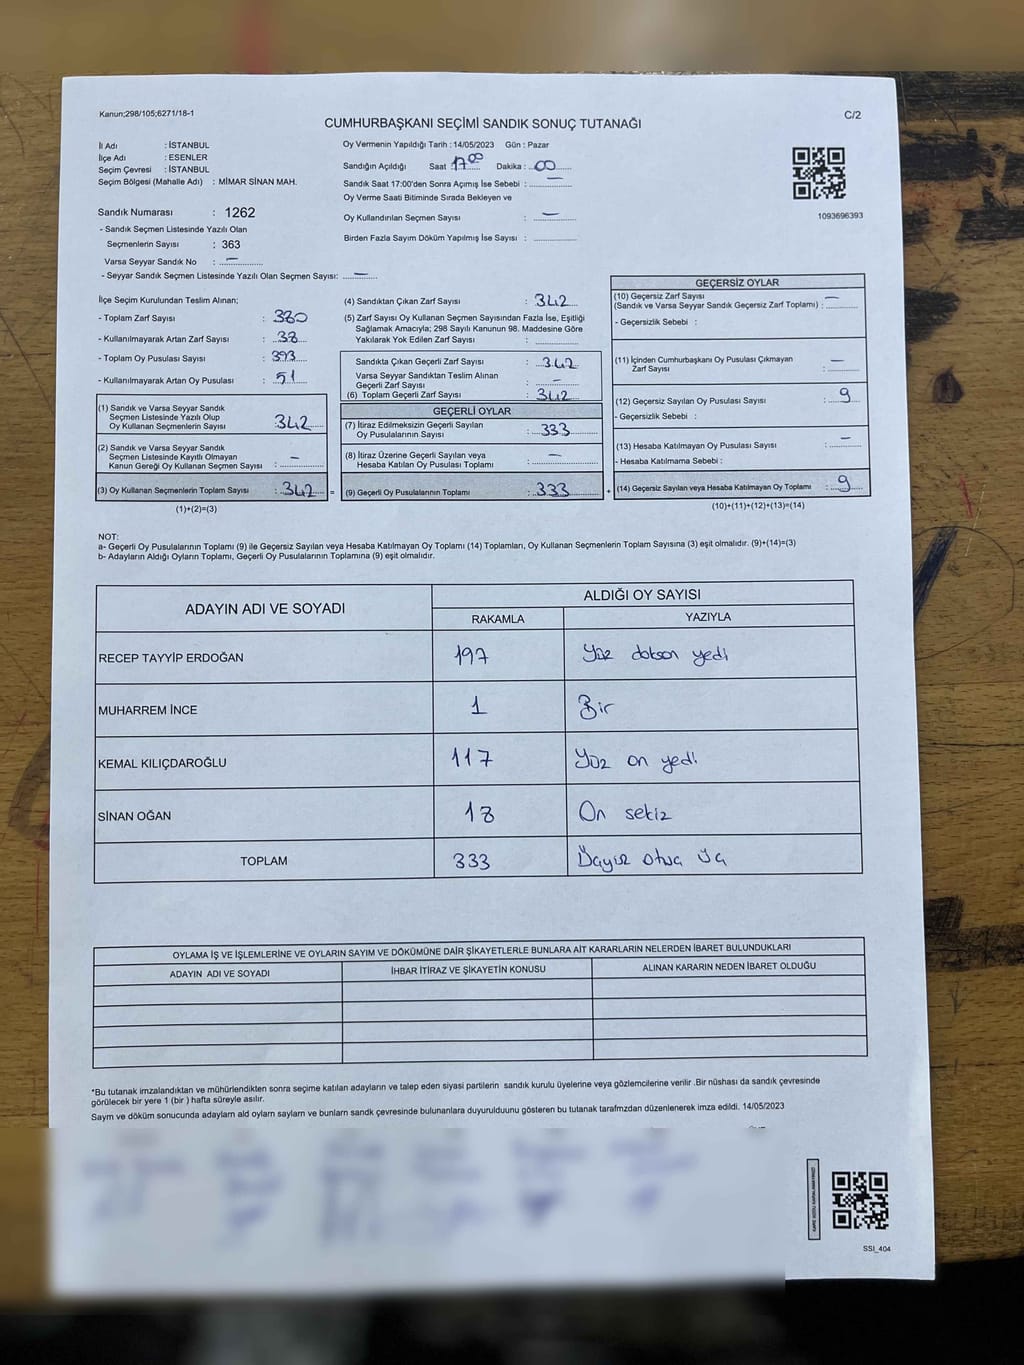 Kanun;298/105;6271/18-1
C/2
CUMHURBAŞKANI SEÇİMİ SANDIK SONUÇ TUTANAĞI
İl Adı : İSTANBUL
İlçe Adı : ESENLER
Seçim Çevresi : İSTANBUL
Seçim Bölgesi (Mahalle Adı) : MİMAR SİNAN MAH.
Oy Vermenin Yapıldığı Tarih : 14/05/2023 Gün : Pazar
Sandığın Açıldığı Saat : 17 00 Dakika : 00
Sandık Saat 17:00'den Sonra Açımış İse Sebebi : —
Oy Verme Saati Bitiminde Sırada Bekleyen ve
Oy Kullandırılan Seçmen Sayısı : —
Birden Fazla Sayım Döküm Yapılmış İse Sayısı :
1093696393
Sandık Numarası : 1262
- Sandık Seçmen Listesinde Yazılı Olan
Seçmenlerin Sayısı : 363
Varsa Seyyar Sandık No : —
- Seyyar Sandık Seçmen Listesinde Yazılı Olan Seçmen Sayısı: —
İlçe Seçim Kurulundan Teslim Alınan;
- Toplam Zarf Sayısı : 380
- Kullanılmayarak Artan Zarf Sayısı : 38
- Toplam Oy Pusulası Sayısı : 393
- Kullanılmayarak Artan Oy Pusulası : 51
(1) Sandık ve Varsa Seyyar Sandık
Seçmen Listesinde Yazılı Olup
Oy Kullanan Seçmenlerin Sayısı : 342
(2) Sandık ve Varsa Seyyar Sandık
Seçmen Listesinde Kayıtlı Olmayan
Kanun Gereği Oy Kullanan Seçmen Sayısı : —
(3) Oy Kullanan Seçmenlerin Toplam Sayısı : 342 =
(1)+(2)=(3)
(4) Sandıktan Çıkan Zarf Sayısı : 342
(5) Zarf Sayısı Oy Kullanan Seçmen Sayısından Fazla İse, Eşitliği
Sağlamak Amacıyla; 298 Sayılı Kanunun 98. Maddesine Göre
Yakılarak Yok Edilen Zarf Sayısı :
Sandıkta Çıkan Geçerli Zarf Sayısı : 342
Varsa Seyyar Sandıktan Teslim Alınan
Geçerli Zarf Sayısı : —
(6) Toplam Geçerli Zarf Sayısı : 342
GEÇERLİ OYLAR
(7) İtiraz Edilmeksizin Geçerli Sayılan
Oy Pusulalarının Sayısı : 333
(8) İtiraz Üzerine Geçerli Sayılan veya
Hesaba Katılan Oy Pusulası Toplamı : —
(9) Geçerli Oy Pusulalarının Toplamı : 333 +
GEÇERSİZ OYLAR
(10) Geçersiz Zarf Sayısı
(Sandık ve Varsa Seyyar Sandık Geçersiz Zarf Toplamı) : —
- Geçersizlik Sebebi :
(11) İçinden Cumhurbaşkanı Oy Pusulası Çıkmayan
Zarf Sayısı : —
(12) Geçersiz Sayılan Oy Pusulası Sayısı : 9
- Geçersizlik Sebebi :
(13) Hesaba Katılmayan Oy Pusulası Sayısı : —
- Hesaba Katılmama Sebebi :
(14) Geçersiz Sayılan veya Hesaba Katılmayan Oy Toplamı : 9
(10)+(11)+(12)+(13)=(14)
NOT:
a- Geçerli Oy Pusulalarının Toplamı (9) ile Geçersiz Sayılan veya Hesaba Katılmayan Oy Toplamı (14) Toplamları, Oy Kullanan Seçmenlerin Toplam Sayısına (3) eşit olmalıdır. (9)+(14)=(3)
b- Adayların Aldığı Oyların Toplamı, Geçerli Oy Pusulalarının Toplamına (9) eşit olmalıdır.
ADAYIN ADI VE SOYADI ALDIĞI OY SAYISI
RAKAMLA YAZIYLA
RECEP TAYYİP ERDOĞAN 197 Yüz doksan yedi
MUHARREM İNCE 1 Bir
KEMAL KILIÇDAROĞLU 117 Yüz on yedi
SİNAN OĞAN 18 On sekiz
TOPLAM 333 Üçyüz otuz üç
OYLAMA İŞ VE İŞLEMLERİNE VE OYLARIN SAYIM VE DÖKÜMÜNE DAİR ŞİKAYETLERLE BUNLARA AİT KARARLARIN NELERDEN İBARET BULUNDUKLARI
ADAYIN ADI VE SOYADI İHBAR İTİRAZ VE ŞİKAYETİN KONUSU ALINAN KARARIN NEDEN İBARET OLDUĞU
*Bu tutanak imzalandıktan ve mühürlendikten sonra seçime katılan adayların ve talep eden siyasi partilerin sandık kurulu üyelerine veya gözlemcilerine verilir .Bir nüshası da sandık çevresinde
görülecek bir yere 1 (bir ) hafta süreyle asılır.
Sayım ve döküm sonucunda adayların ald oyların sayların ve bunların sandk çevresinde bulunanlara duyurulduunu gösteren bu tutanak tarafmzdan düzenlenerek imza edildi. 14/05/2023
SSI_404